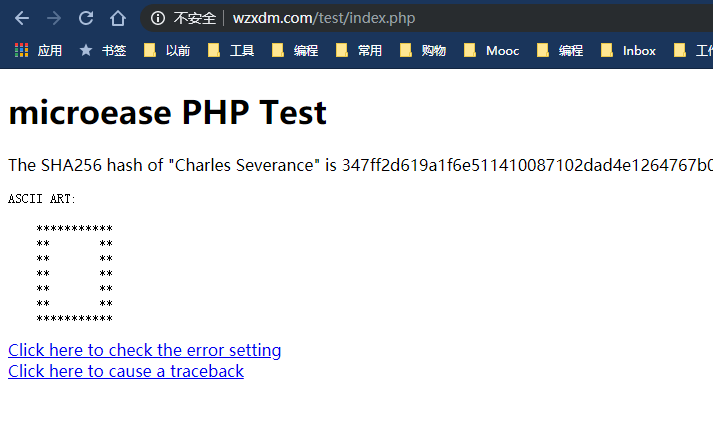 不安全 | wzxdm.com/test/index.php
应用 书签 以前 工具 编程 常用 购物 Mooc 编程 Inbox 工
microease PHP Test
The SHA256 hash of "Charles Severance" is 347ff2d619a1f6e511410087102dad4e1264767b0
ASCII ART:
***********
**       **
**       **
**       **
**       **
**       **
***********
Click here to check the error setting
Click here to cause a traceback